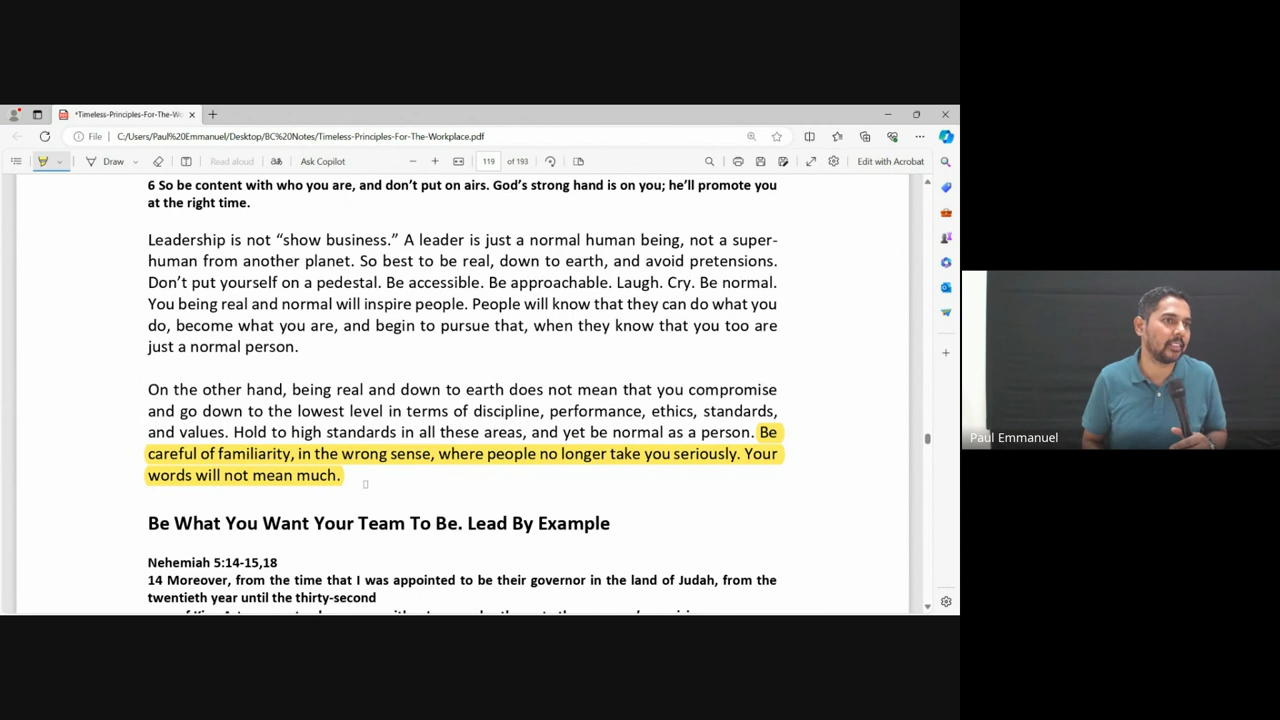 *Timeless-Principles-For-The-Wo
File
C:/Users/Paul%20Emmanuel/Desktop/BC%20Notes/Timeless-Principles-For-The-Workplace.pdf
Draw
Read aloud
Ask Copilot
119 of 193
Edit with Acrobat
6 So be content with who you are, and don’t put on airs. God’s strong hand is on you; he’ll promote you
at the right time.
Leadership is not “show business.” A leader is just a normal human being, not a super-
human from another planet. So best to be real, down to earth, and avoid pretensions.
Don’t put yourself on a pedestal. Be accessible. Be approachable. Laugh. Cry. Be normal.
You being real and normal will inspire people. People will know that they can do what you
do, become what you are, and begin to pursue that, when they know that you too are
just a normal person.
On the other hand, being real and down to earth does not mean that you compromise
and go down to the lowest level in terms of discipline, performance, ethics, standards,
and values. Hold to high standards in all these areas, and yet be normal as a person. Be
careful of familiarity, in the wrong sense, where people no longer take you seriously. Your
words will not mean much.
Be What You Want Your Team To Be. Lead By Example
Nehemiah 5:14-15,18
14 Moreover, from the time that I was appointed to be their governor in the land of Judah, from the
twentieth year until the thirty-second
Paul Emmanuel